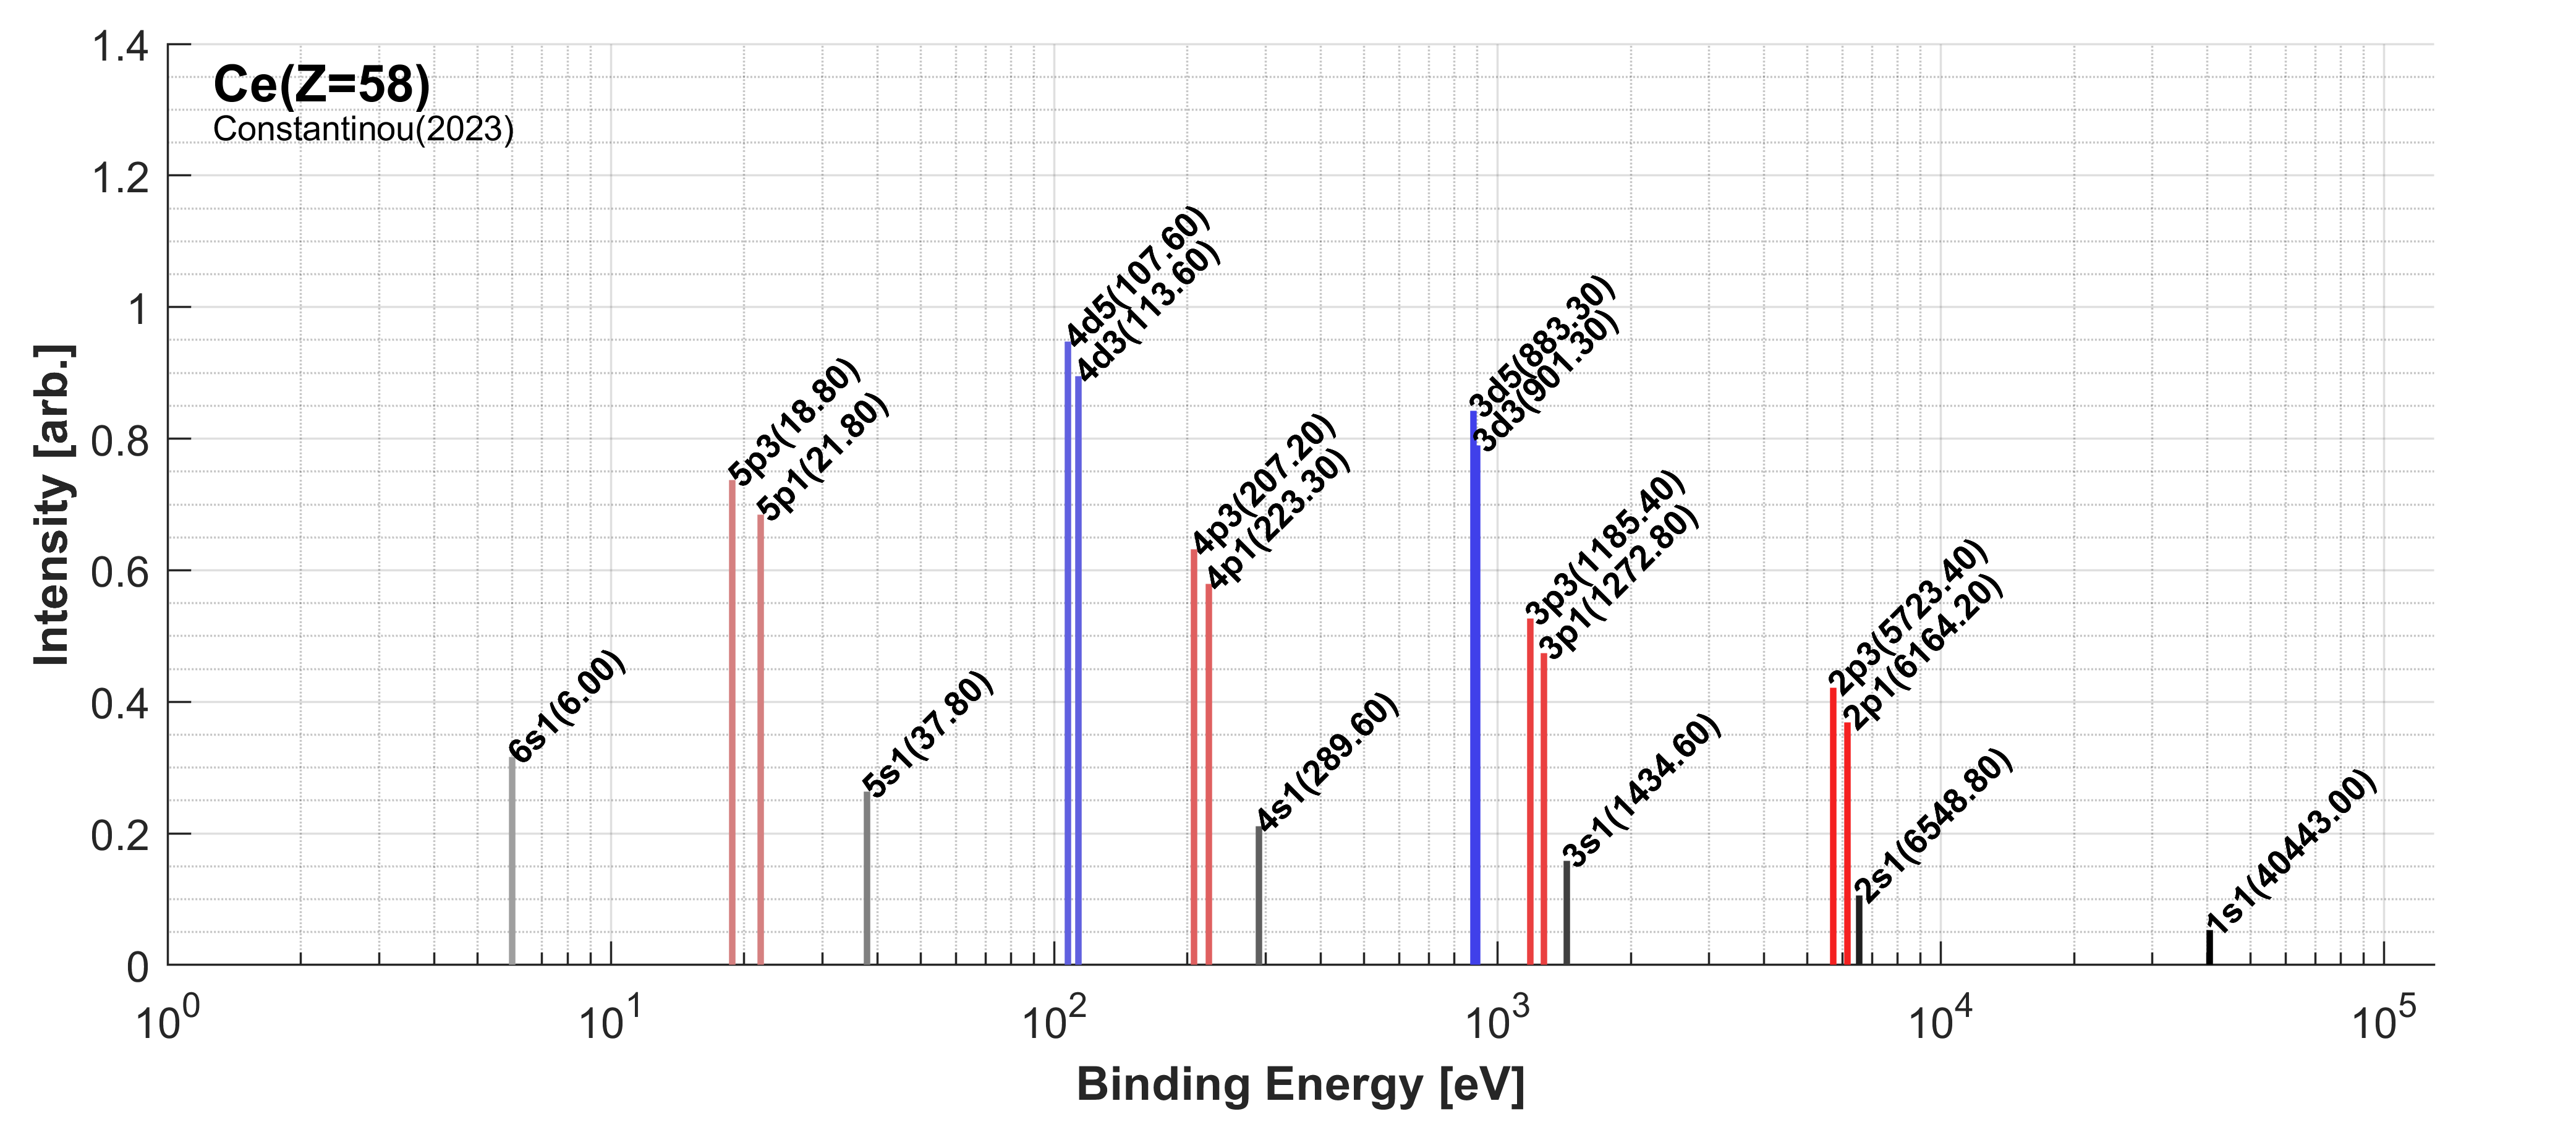 Ce(Z=58)
Constantinou(2023)
1.4
1.2
1
0.8
0.6
0.4
0.2
0
Intensity [arb.]
6s1(6.00)
5p3(18.80)
5p1(21.80)
5s1(37.80)
4d5(107.60)
4d3(113.60)
4p3(207.20)
4p1(223.30)
4s1(289.60)
3d5(883.30)
3d3(901.30)
3p3(1185.40)
3p1(1272.80)
3s1(1434.60)
2p3(5723.40)
2p1(6164.20)
2s1(6548.80)
1s1(40443.00)
10^0 10^1 10^2 10^3 10^4 10^5
Binding Energy [eV]